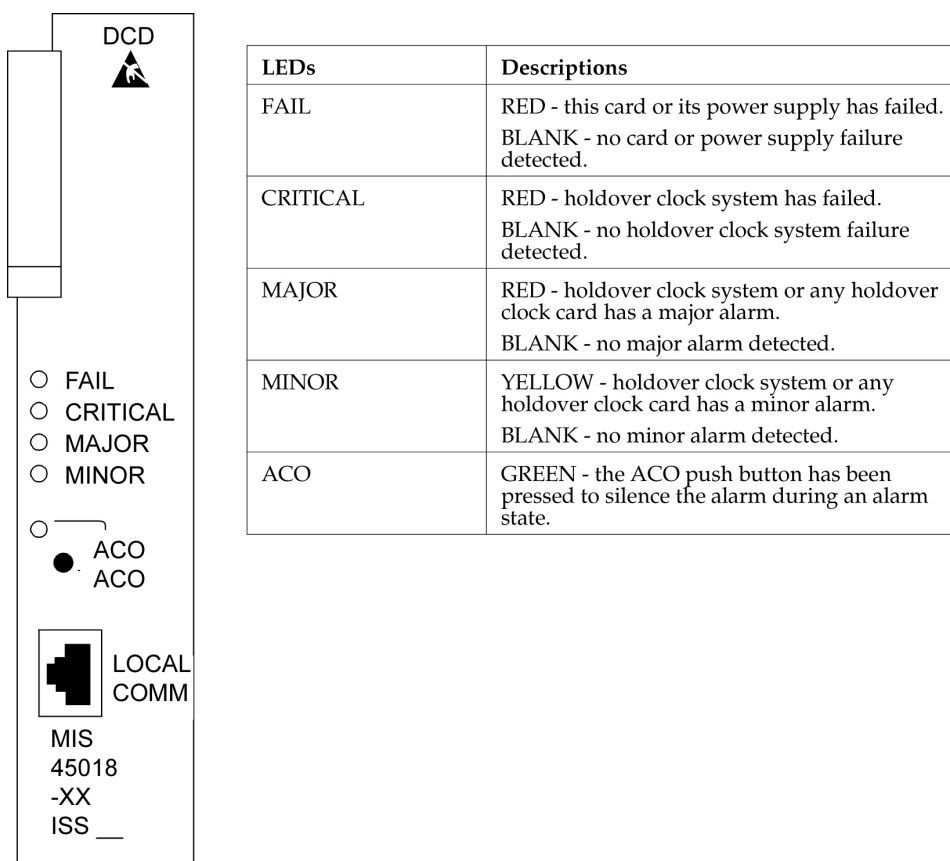 DCD
FAIL
CRITICAL
MAJOR
MINOR
ACO
ACO
LOCAL
COMM
MIS
45018
-XX
ISS __
LEDs Descriptions
FAIL RED - this card or its power supply has failed.
BLANK - no card or power supply failure
detected.
CRITICAL RED - holdover clock system has failed.
BLANK - no holdover clock system failure
detected.
MAJOR RED - holdover clock system or any holdover
clock card has a major alarm.
BLANK - no major alarm detected.
MINOR YELLOW - holdover clock system or any
holdover clock card has a minor alarm.
BLANK - no minor alarm detected.
ACO GREEN - the ACO push button has been
pressed to silence the alarm during an alarm
state.